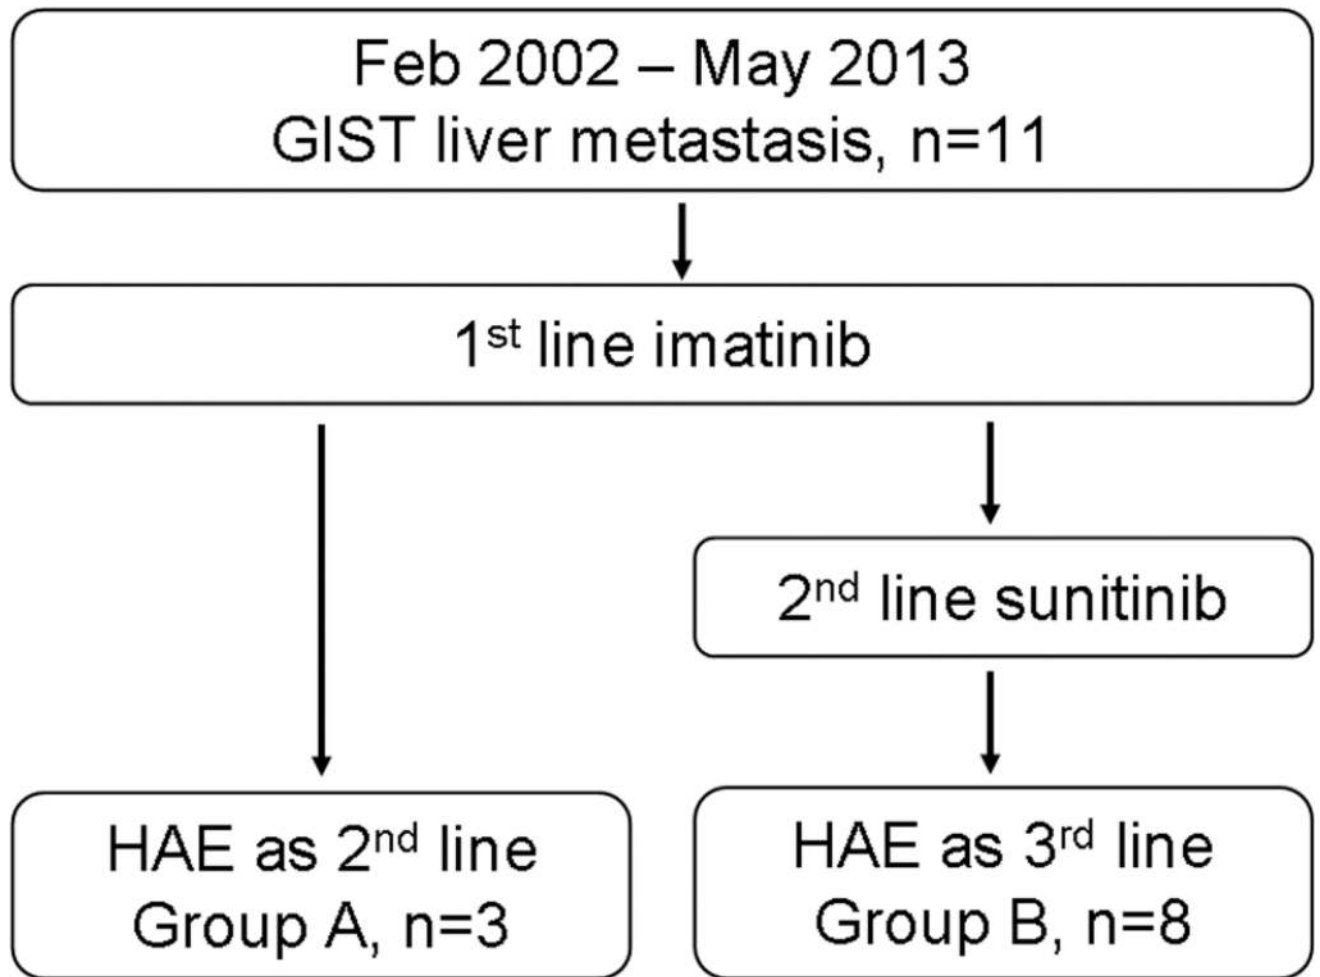 Feb 2002 – May 2013
GIST liver metastasis, n=11
1st line imatinib
2nd line sunitinib
HAE as 2nd line
Group A, n=3
HAE as 3rd line
Group B, n=8